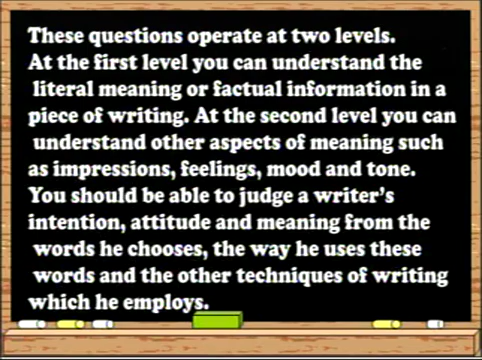 These questions operate at two levels.
At the first level you can understand the
literal meaning or factual information in a
piece of writing. At the second level you can
understand other aspects of meaning such
as impressions, feelings, mood and tone.
You should be able to judge a writer's
intention, attitude and meaning from the
words he chooses, the way he uses these
words and the other techniques of writing
which he employs.